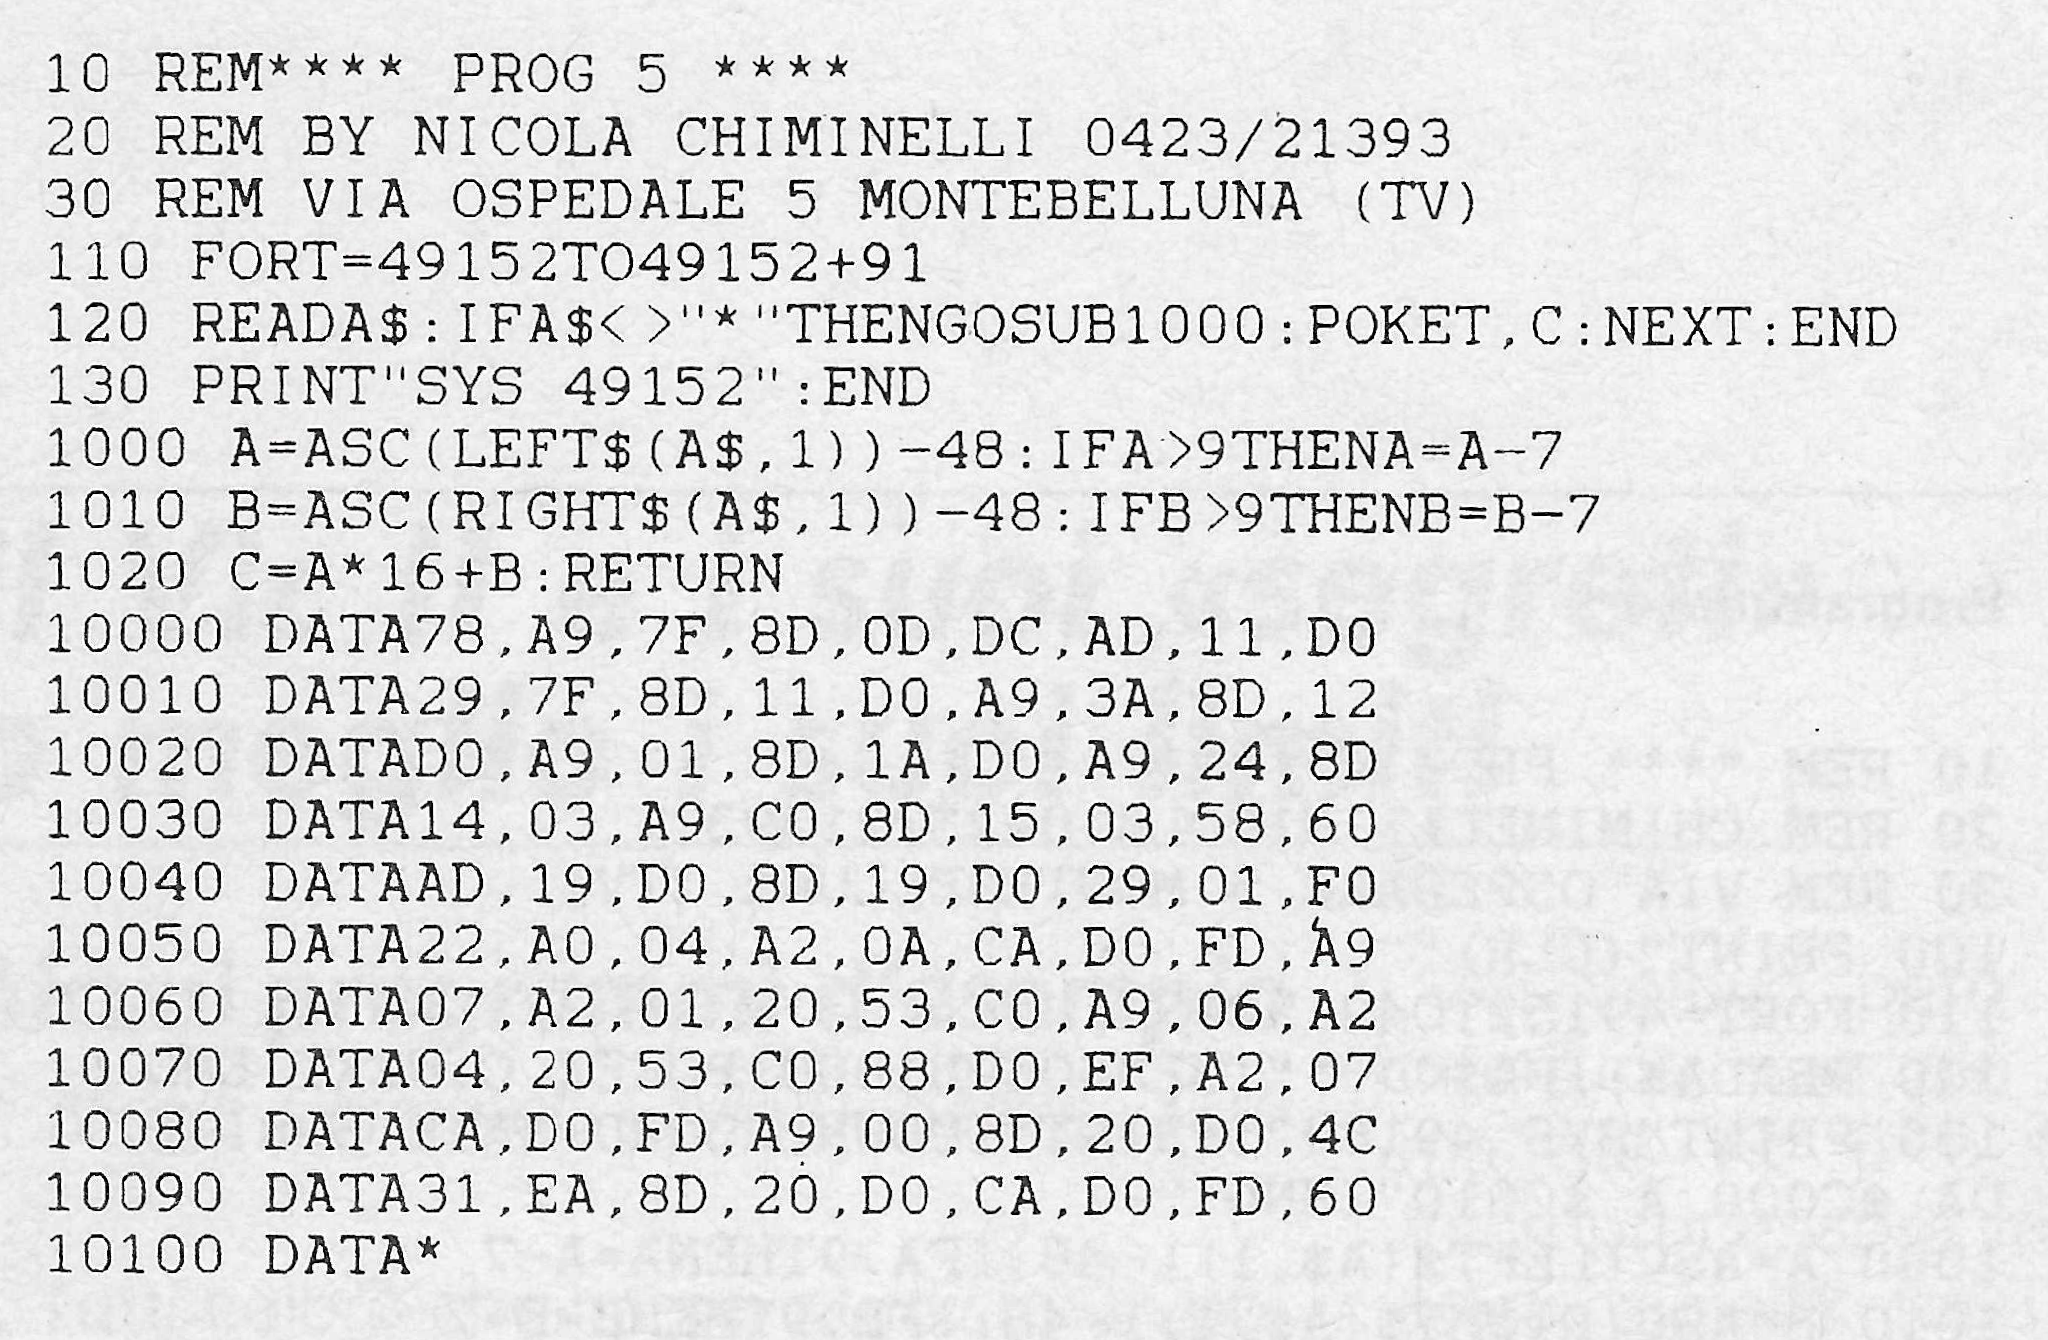 10 REM**** PROG 5 ****
20 REM BY NICOLA CHIMINELLI 0423/21393
30 REM VIA OSPEDALE 5 MONTEBELLUNA (TV)
110 FORT=49152TO49152+91
120 READA$:IFA$<>"*"THENGOSUB1000:POKET,C:NEXT:END
130 PRINT"SYS 49152":END
1000 A=ASC(LEFT$(A$,1))-48:IFA>9THENA=A-7
1010 B=ASC(RIGHT$(A$,1))-48:IFB>9THENB=B-7
1020 C=A*16+B:RETURN
10000 DATA78,A9,7F,8D,0D,DC,AD,11,D0
10010 DATA29,7F,8D,11,D0,A9,3A,8D,12
10020 DATAD0,A9,01,8D,1A,D0,A9,24,8D
10030 DATA14,03,A9,C0,8D,15,03,58,60
10040 DATAAD,19,D0,8D,19,D0,29,01,F0
10050 DATA22,A0,04,A2,0A,CA,D0,FD,A9
10060 DATA07,A2,01,20,53,C0,A9,06,A2
10070 DATA04,20,53,C0,88,D0,EF,A2,07
10080 DATACA,D0,FD,A9,00,8D,20,D0,4C
10090 DATA31,EA,8D,20,D0,CA,D0,FD,60
10100 DATA*